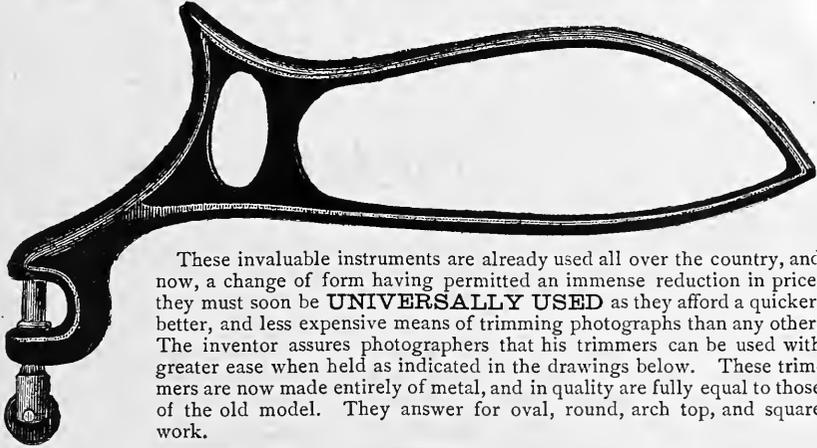 These invaluable instruments are already used all over the country, and
now, a change of form having permitted an immense reduction in price
they must soon be UNIVERSALLY USED as they afford a quicker
better, and less expensive means of trimming photographs than any other
The inventor assures photographers that his trimmers can be used with
greater ease when held as indicated in the drawings below. These trim-
mers are now made entirely of metal, and in quality are fully equal to those
of the old model. They answer for oval, round, arch top, and square
work.